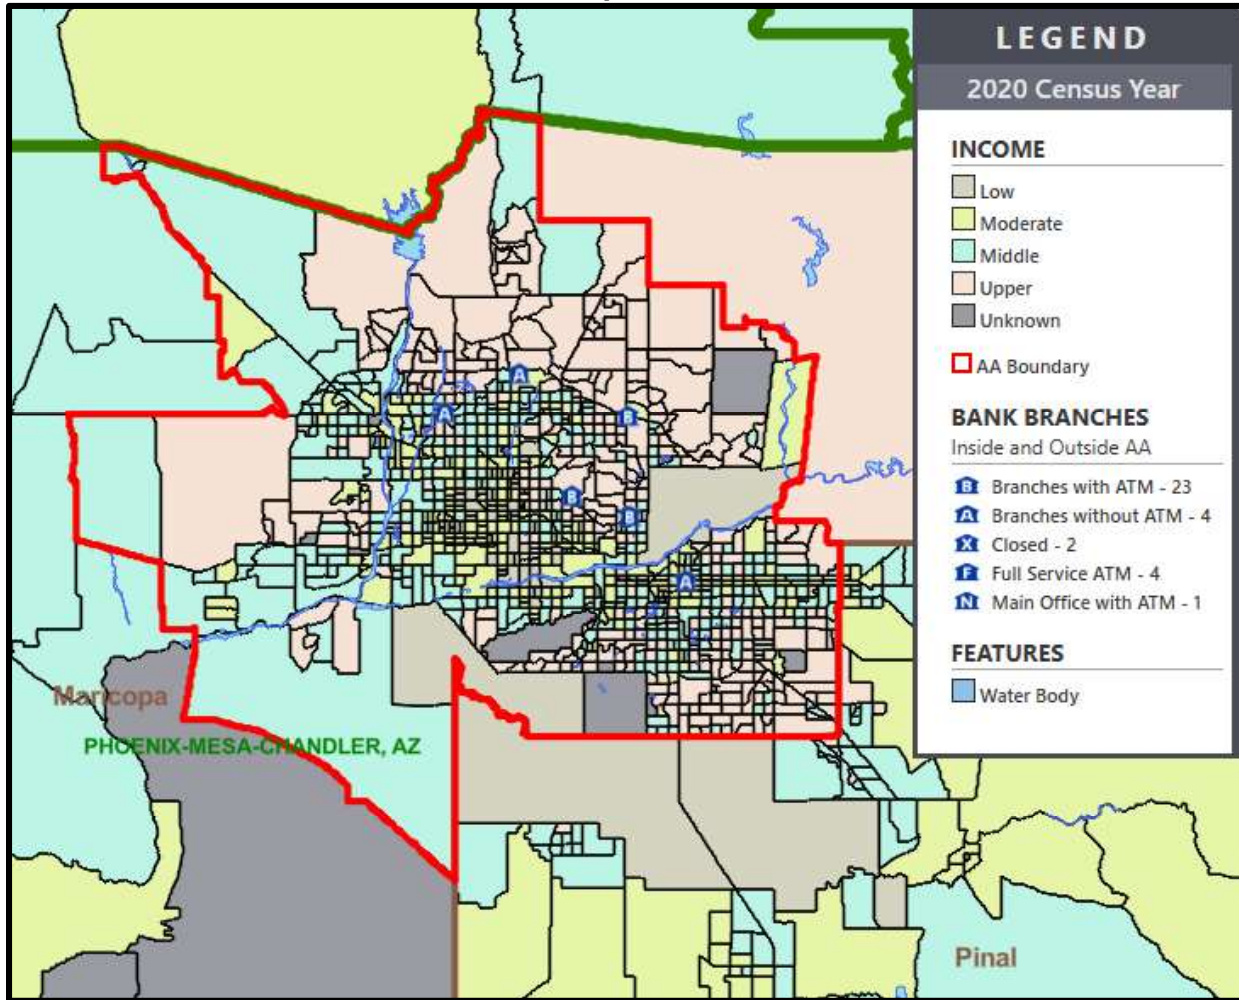 LEGEND
2020 Census Year
INCOME
Low
Moderate
Middle
Upper
Unknown
AA Boundary
BANK BRANCHES
Inside and Outside AA
B Branches with ATM - 23
A Branches without ATM - 4
X Closed - 2
F Full Service ATM - 4
N Main Office with ATM - 1
FEATURES
Water Body
A
A
B
B
B
A
Maricopa
PHOENIX-MESA-CHANDLER, AZ
Pinal